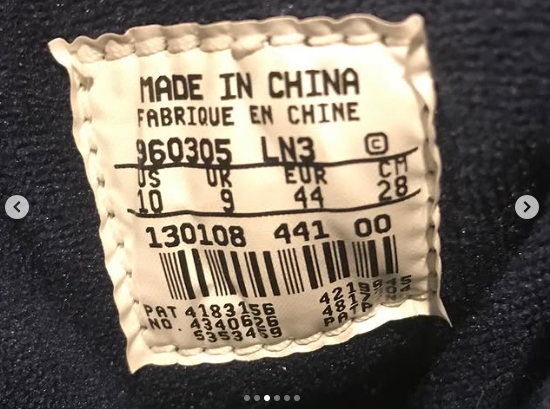 MADE IN CHINA
FABRIQUE EN CHINE
960305 LN3 ©
US UK EUR CM
10 9 44 28
130108 441 00
PAT 4183156
NO. 4340626
5353459
PATP